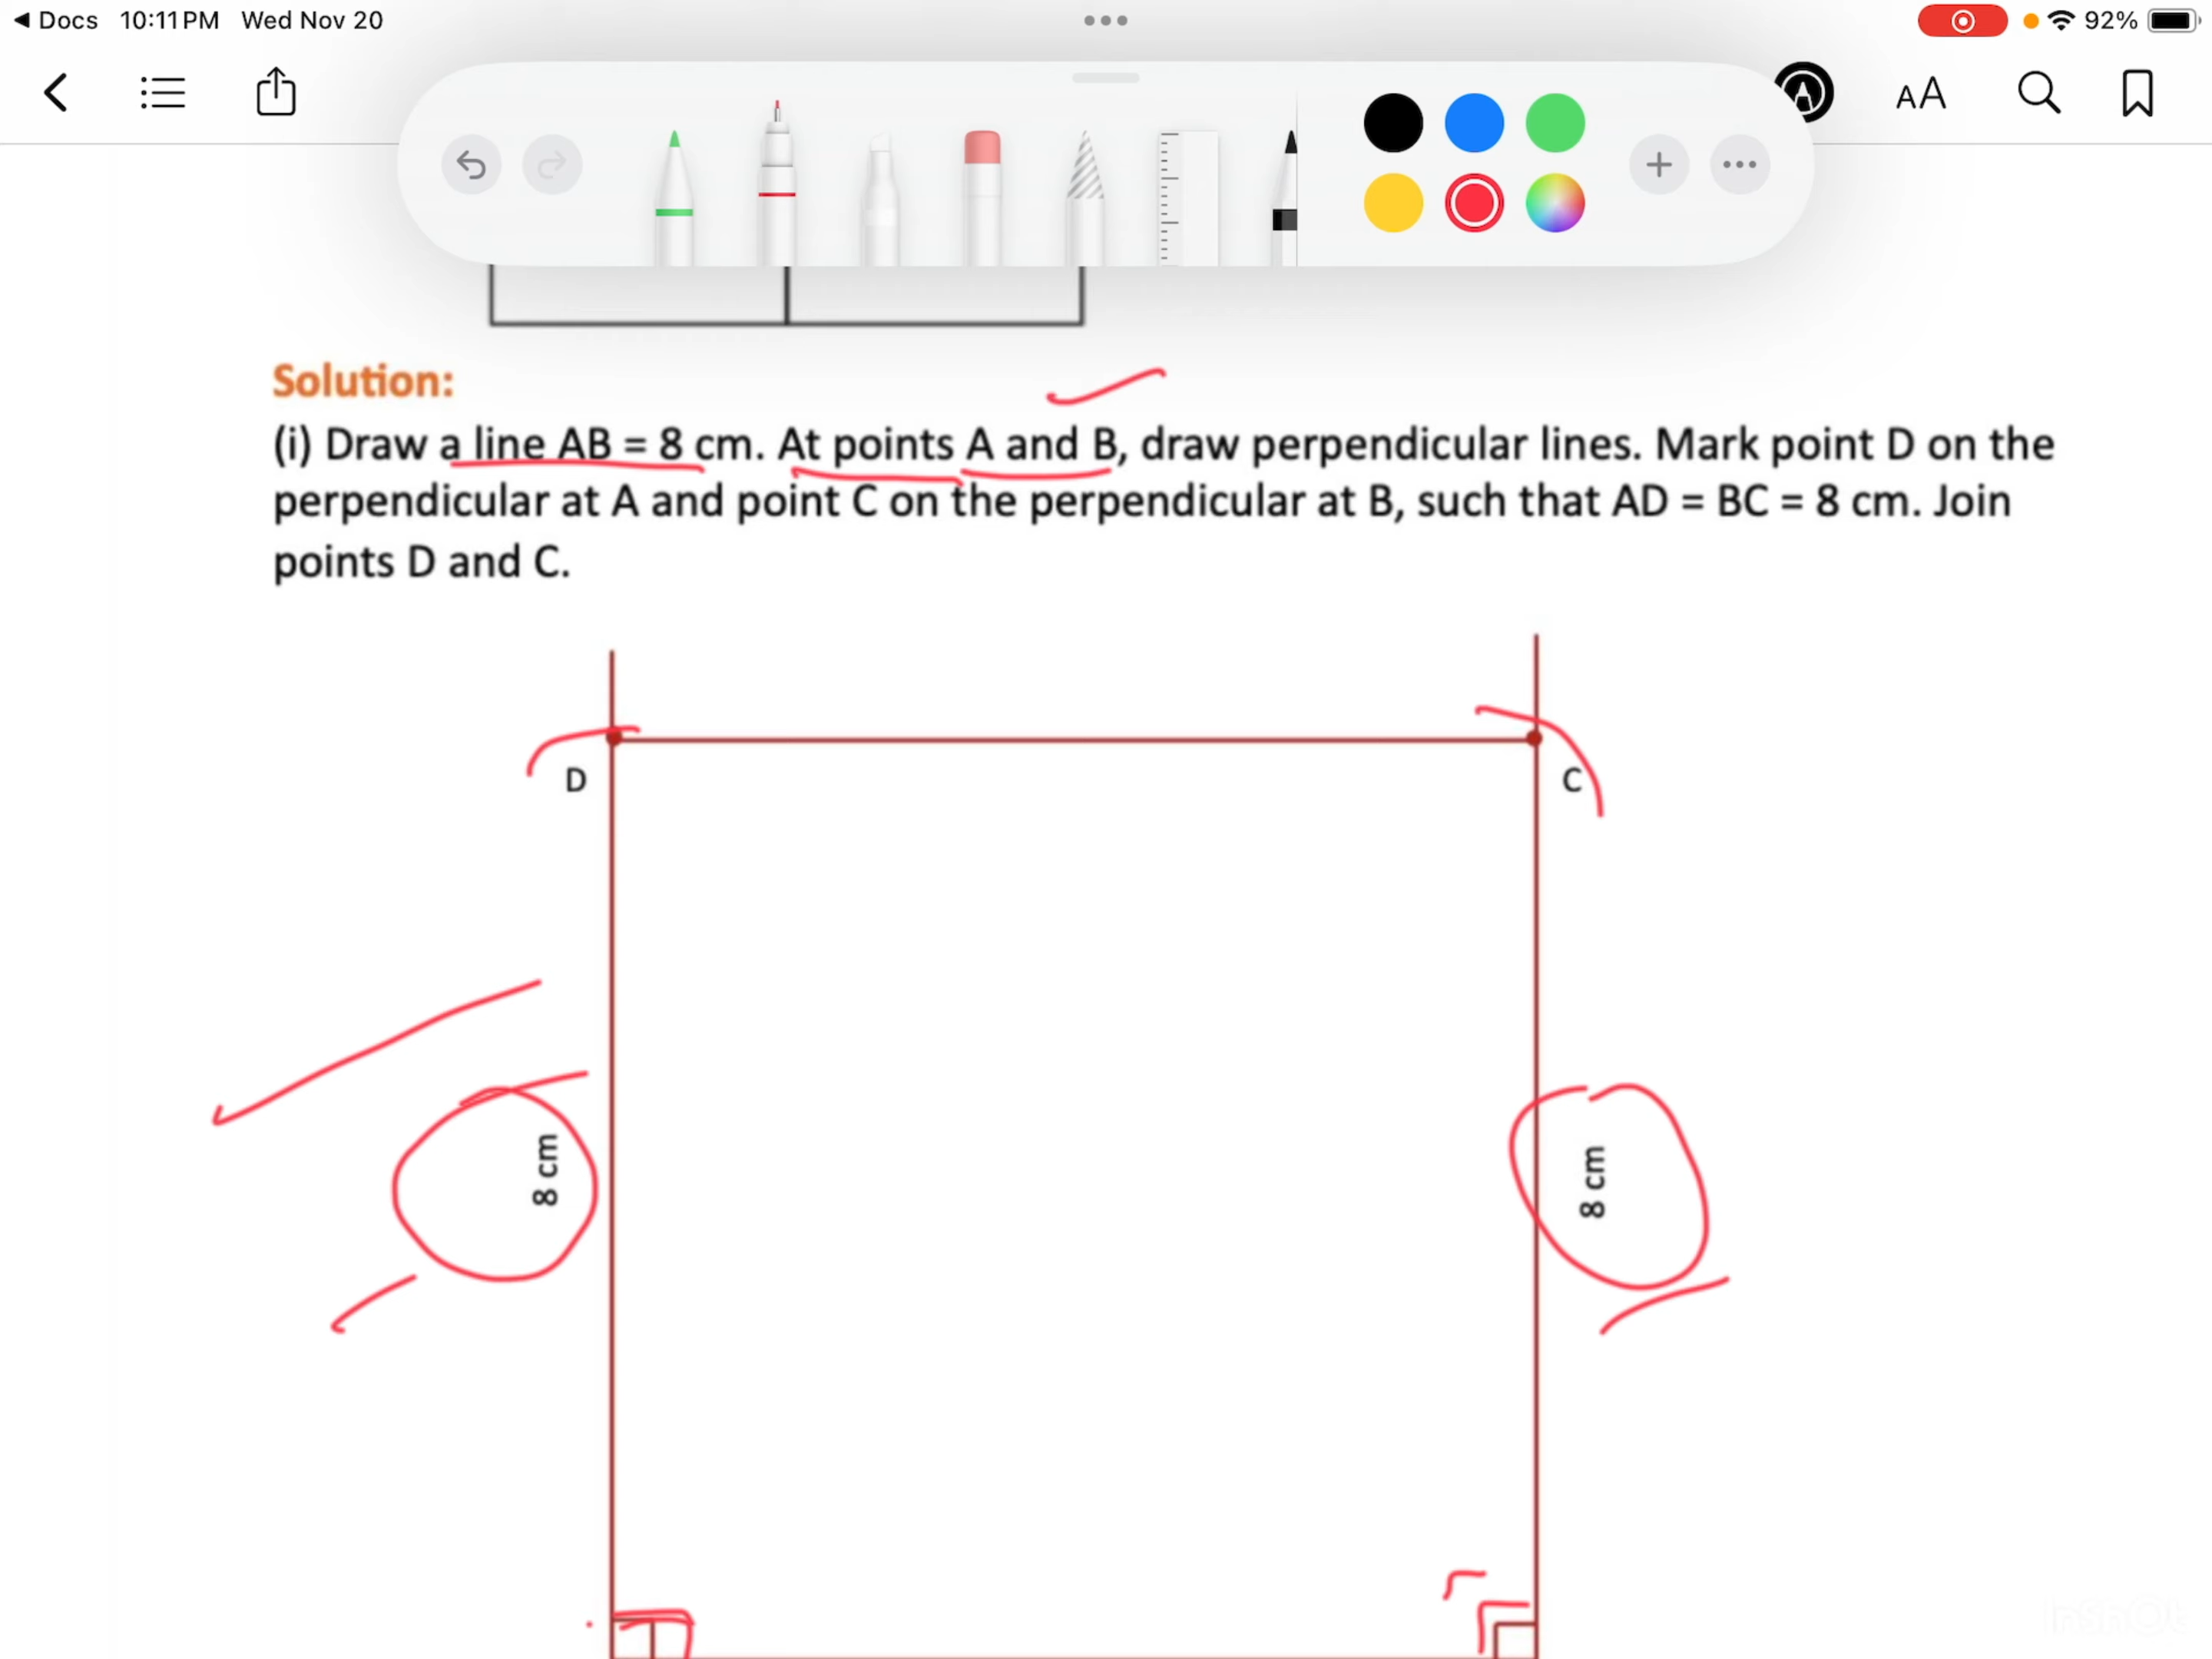 ◀ Docs 10:11 PM Wed Nov 20
92%
AA
Solution:
(i) Draw a line AB = 8 cm. At points A and B, draw perpendicular lines. Mark point D on the
perpendicular at A and point C on the perpendicular at B, such that AD = BC = 8 cm. Join
points D and C.
D
C
8 cm
8 cm
InShOt